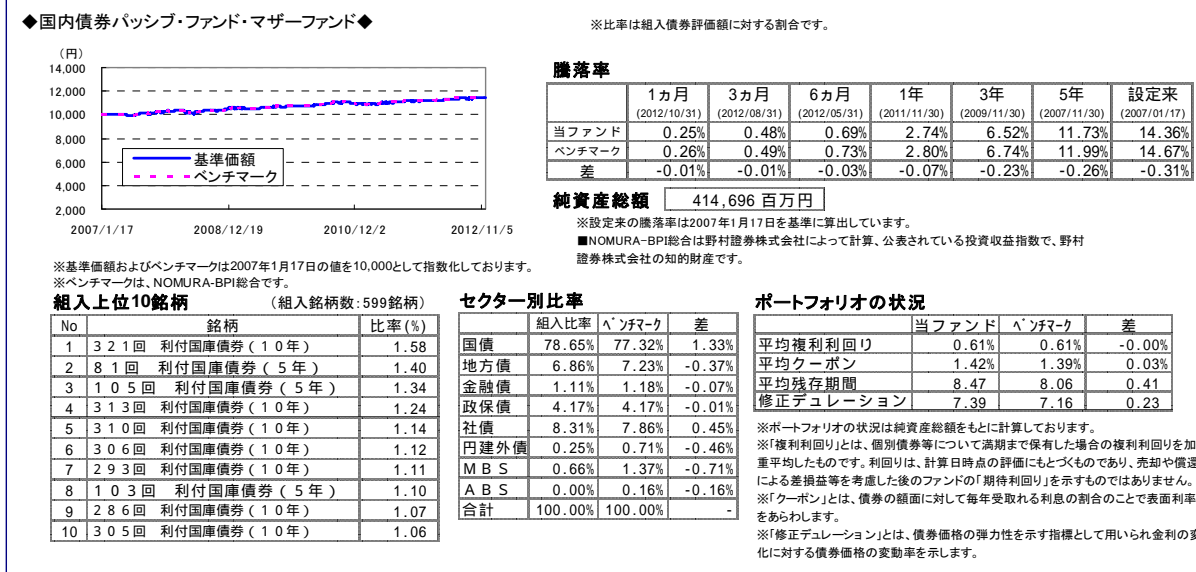 ◆国内債券パッシブ・ファンド・マザーファンド◆
※比率は組入債券評価額に対する割合です。
（円）
14,000
12,000
10,000
8,000
6,000
4,000
2,000
基準価額
ベンチマーク
2007/1/17 2008/12/19 2010/12/2 2012/11/5
※基準価額およびベンチマークは2007年1月17日の値を10,000として指数化しております。
※ベンチマークは、NOMURA-BPI総合です。
騰落率
1ヵ月 3ヵ月 6ヵ月 1年 3年 5年 設定来
(2012/10/31) (2012/08/31) (2012/05/31) (2011/11/30) (2009/11/30) (2007/11/30) (2007/01/17)
当ファンド 0.25% 0.48% 0.69% 2.74% 6.52% 11.73% 14.36%
ベンチマーク 0.26% 0.49% 0.73% 2.80% 6.74% 11.99% 14.67%
差 -0.01% -0.01% -0.03% -0.07% -0.23% -0.26% -0.31%
純資産総額 414,696 百万円
※設定来の騰落率は2007年1月17日を基準に算出しています。
■NOMURA-BPI総合は野村證券株式会社によって計算、公表されている投資収益指数で、野村
證券株式会社の知的財産です。
組入上位10銘柄 （組入銘柄数：599銘柄）
No 銘柄 比率(%)
1 321回 利付国庫債券(10年) 1.58
2 81回 利付国庫債券(5年) 1.40
3 105回 利付国庫債券(5年) 1.34
4 313回 利付国庫債券(10年) 1.24
5 310回 利付国庫債券(10年) 1.14
6 306回 利付国庫債券(10年) 1.12
7 293回 利付国庫債券(10年) 1.11
8 103回 利付国庫債券(5年) 1.10
9 286回 利付国庫債券(10年) 1.07
10 305回 利付国庫債券(10年) 1.06
セクター別比率
組入比率 ﾍﾞﾝﾁﾏｰｸ 差
国債 78.65% 77.32% 1.33%
地方債 6.86% 7.23% -0.37%
金融債 1.11% 1.18% -0.07%
政保債 4.17% 4.17% -0.01%
社債 8.31% 7.86% 0.45%
円建外債 0.25% 0.71% -0.46%
MBS 0.66% 1.37% -0.71%
ABS 0.00% 0.16% -0.16%
合計 100.00% 100.00% -
ポートフォリオの状況
当ファンド ﾍﾞﾝﾁﾏｰｸ 差
平均複利利回り 0.61% 0.61% -0.00%
平均クーポン 1.42% 1.39% 0.03%
平均残存期間 8.47 8.06 0.41
修正デュレーション 7.39 7.16 0.23
※ポートフォリオの状況は純資産総額をもとに計算しております。
※「複利利回り」とは、個別債券等について満期まで保有した場合の複利利回りを加
重平均したものです。利回りは、計算日時点の評価にもとづくものであり、売却や償還
による差損益等を考慮した後のファンドの「期待利回り」を示すものではありません。
※「クーポン」とは、債券の額面に対して毎年受取れる利息の割合のことで表面利率
をあらわします。
※「修正デュレーション」とは、債券価格の弾力性を示す指標として用いられ金利の変
化に対する債券価格の変動率を示します。